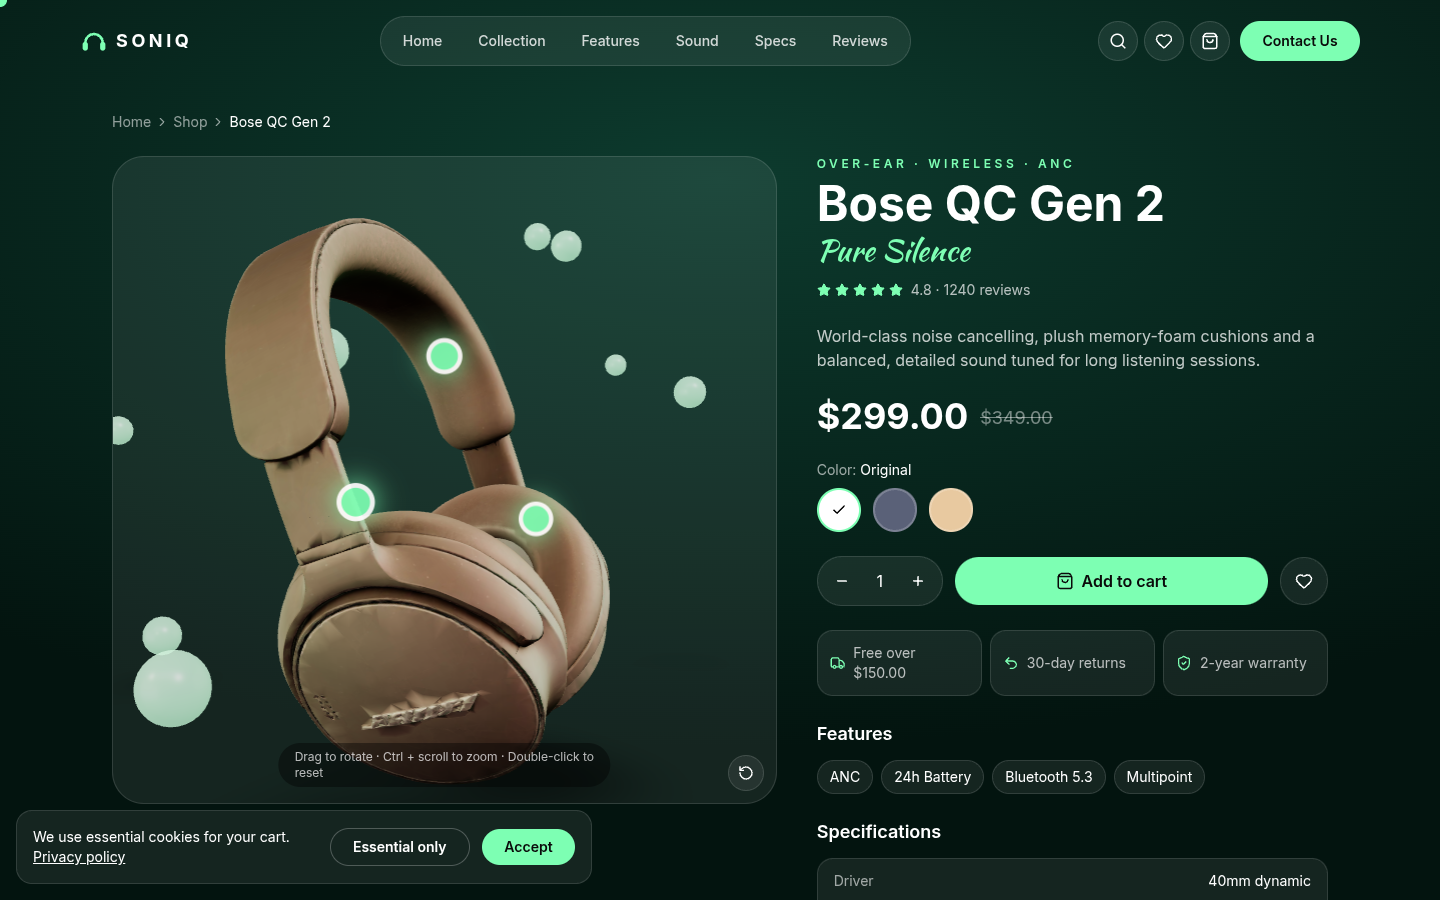 SONIQ
Home
Collection
Features
Sound
Specs
Reviews
Contact Us
Home
Shop
Bose QC Gen 2
OVER-EAR · WIRELESS · ANC
Bose QC Gen 2
Pure Silence
4.8 · 1240 reviews
World-class noise cancelling, plush memory-foam cushions and a
balanced, detailed sound tuned for long listening sessions.
$299.00 $349.00
Color: Original
1
Add to cart
Free over
$150.00
30-day returns
2-year warranty
Features
ANC
24h Battery
Bluetooth 5.3
Multipoint
Specifications
Driver
40mm dynamic
Drag to rotate · Ctrl + scroll to zoom · Double-click to
reset
We use essential cookies for your cart.
Privacy policy
Essential only
Accept